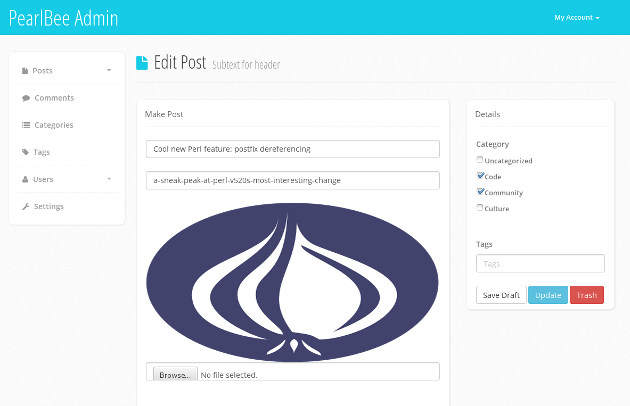 PearlBee Admin
My Account
Posts
Comments
Categories
Tags
Users
Settings
Edit Post Subtext for header
Make Post
Cool new Perl feature: postfix dereferencing
a-sneak-peak-at-perl-v520s-most-interesting-change
Browse... No file selected.
Details
Category
Uncategorized
Code
Community
Culture
Tags
Tags
Save Draft Update Trash